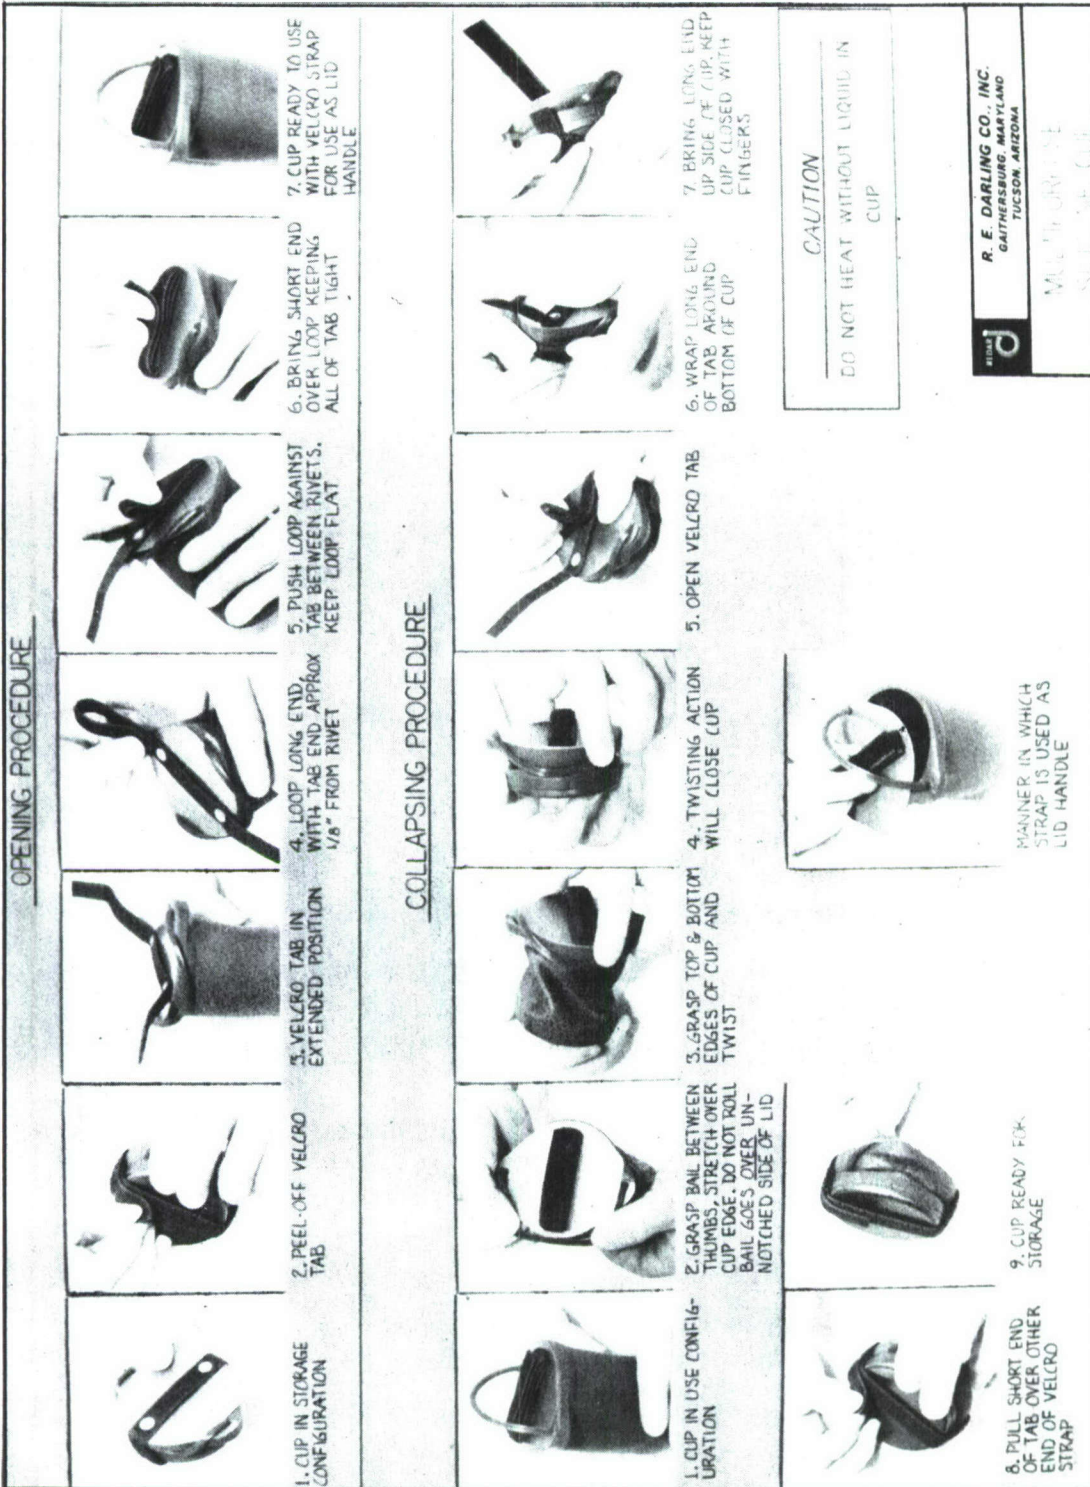 OPENING PROCEDURE
1. CUP IN STORAGE
CONFIGURATION
2. PEEL-OFF VELCRO
TAB
3. VELCRO TAB IN
EXTENDED POSITION
4. LOOP LONG END
WITH TAB END APPROX
1/8" FROM RIVET
5. PUSH LOOP AGAINST
TAB BETWEEN RIVETS.
KEEP LOOP FLAT
6. BRING SHORT END
OVER LOOP KEEPING
ALL OF TAB TIGHT
7. CUP READY TO USE
WITH VELCRO STRAP
FOR USE AS LID
HANDLE
COLLAPSING PROCEDURE
1. CUP IN USE CONFIG-
URATION
2. GRASP BAIL BETWEEN
THUMBS, STRETCH OVER
CUP EDGE. DO NOT ROLL
BAIL GOES OVER UN-
NOTCHED SIDE OF LID
3. GRASP TOP & BOTTOM
EDGES OF CUP AND
TWIST
4. TWISTING ACTION
WILL CLOSE CUP
5. OPEN VELCRO TAB
6. WRAP LONG END
OF TAB AROUND
BOTTOM OF CUP
7. BRING LONG END
UP SIDE OF CUP. KEEP
CUP CLOSED WITH
FINGERS
8. PULL SHORT END
OF TAB OVER OTHER
END OF VELCRO
STRAP
9. CUP READY FOR
STORAGE
MANNER IN WHICH
STRAP IS USED AS
LID HANDLE
CAUTION
DO NOT HEAT WITHOUT LIQUID IN
CUP
REDAR
R. E. DARLING CO., INC.
GAITHERSBURG, MARYLAND
TUCSON, ARIZONA